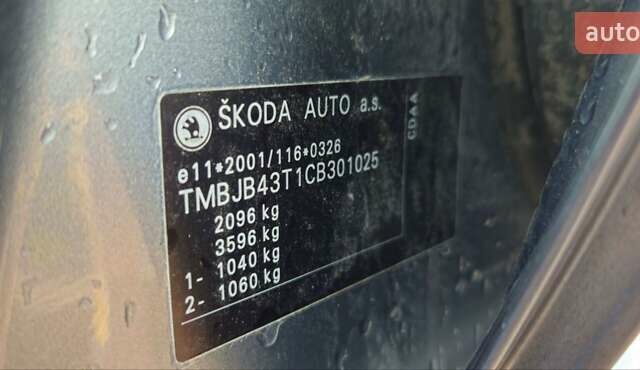 auto
ŠKODA AUTO a.s.
CDAA
e11*2001/116*0326
TMBJB43T1CB301025
2096 kg
3596 kg
1- 1040 kg
2- 1060 kg